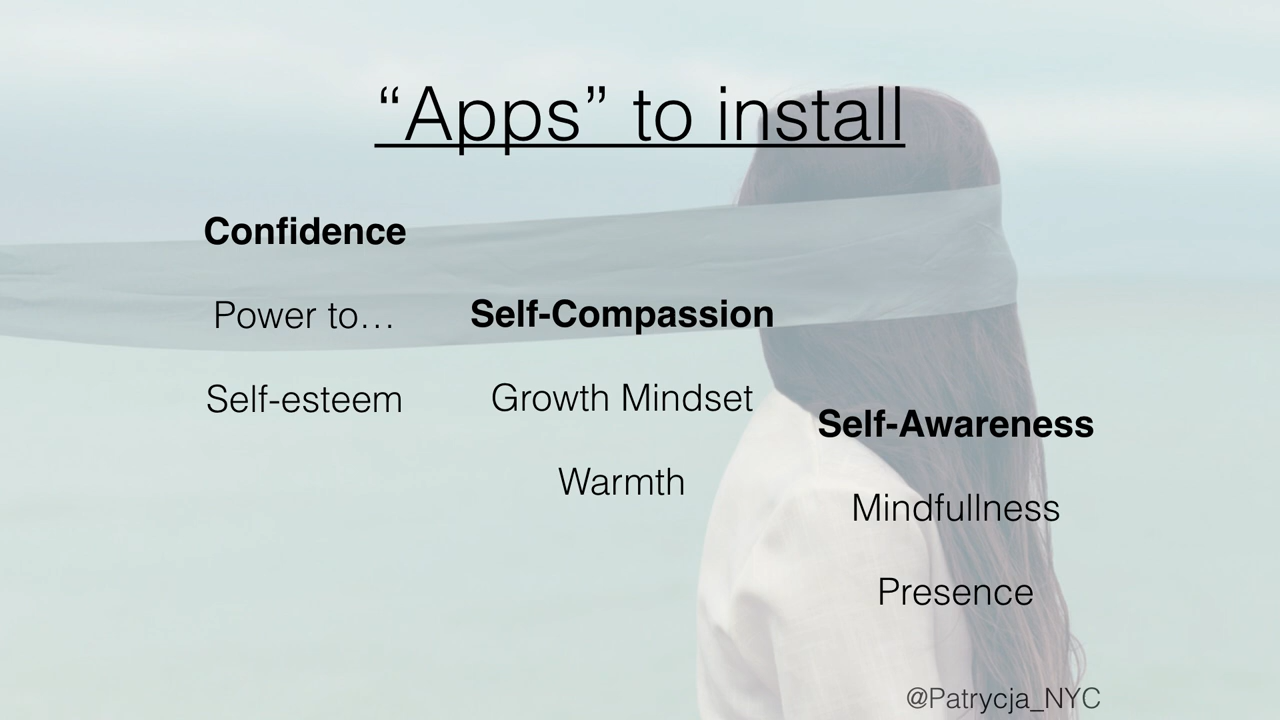 “Apps” to install
Confidence
Power to…
Self-esteem
Self-Compassion
Growth Mindset
Warmth
Self-Awareness
Mindfullness
Presence
@Patrycja_NYC